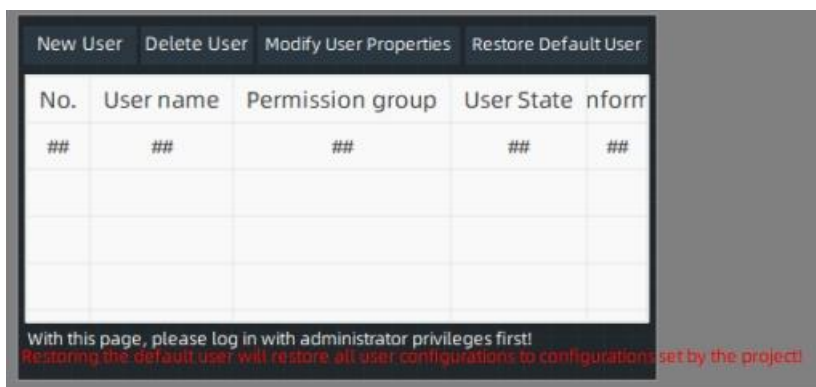 New User Delete User Modify User Properties Restore Default User
No. User name Permission group User State nform
## ## ## ## ##
With this page, please log in with administrator privileges first!
Restoring the default user will restore all user configurations to configurations set by the project!